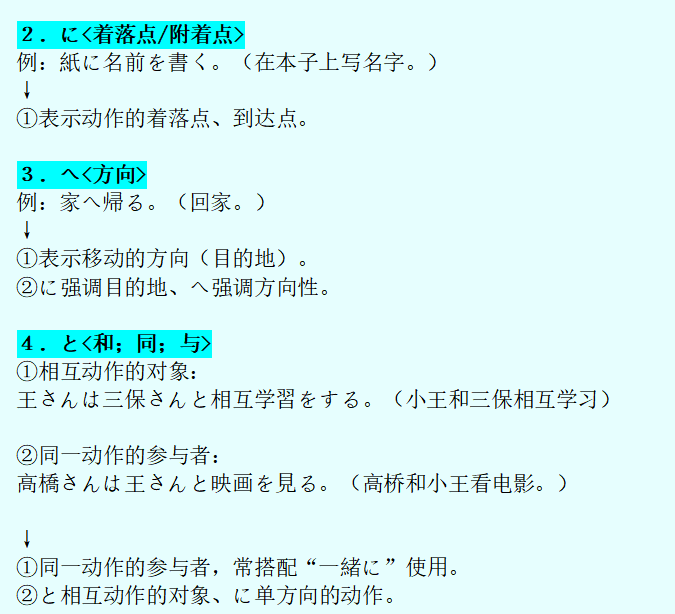 ２．に<着落点/附着点>
例：紙に名前を書く。（在本子上写名字。）
↓
①表示动作的着落点、到达点。
３．へ<方向>
例：家へ帰る。（回家。）
↓
①表示移动的方向（目的地）。
②に强调目的地、へ强调方向性。
４．と<和；同；与>
①相互动作的对象：
王さんは三保さんと相互学習をする。（小王和三保相互学习）
②同一动作的参与者：
高橋さんは王さんと映画を見る。（高桥和小王看电影。）
↓
①同一动作的参与者，常搭配“一緒に”使用。
②と相互动作的对象、に单方向的动作。